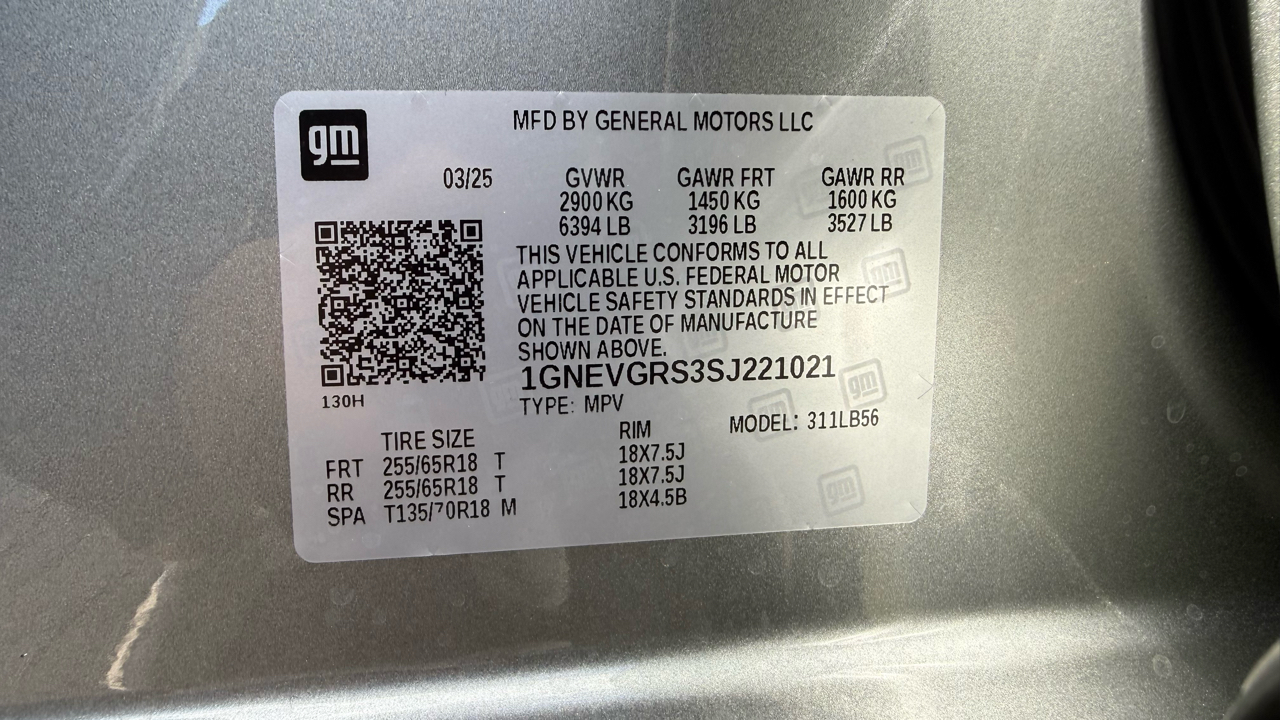 gm
MFD BY GENERAL MOTORS LLC
03/25 GVWR GAWR FRT GAWR RR
2900 KG 1450 KG 1600 KG
6394 LB 3196 LB 3527 LB
THIS VEHICLE CONFORMS TO ALL
APPLICABLE U.S. FEDERAL MOTOR
VEHICLE SAFETY STANDARDS IN EFFECT
ON THE DATE OF MANUFACTURE
SHOWN ABOVE.
1GNEVGRS3SJ221021
130H
TYPE: MPV MODEL: 311LB56
TIRE SIZE RIM
FRT 255/65R18 T 18X7.5J
RR 255/65R18 T 18X7.5J
SPA T135/70R18 M 18X4.5B